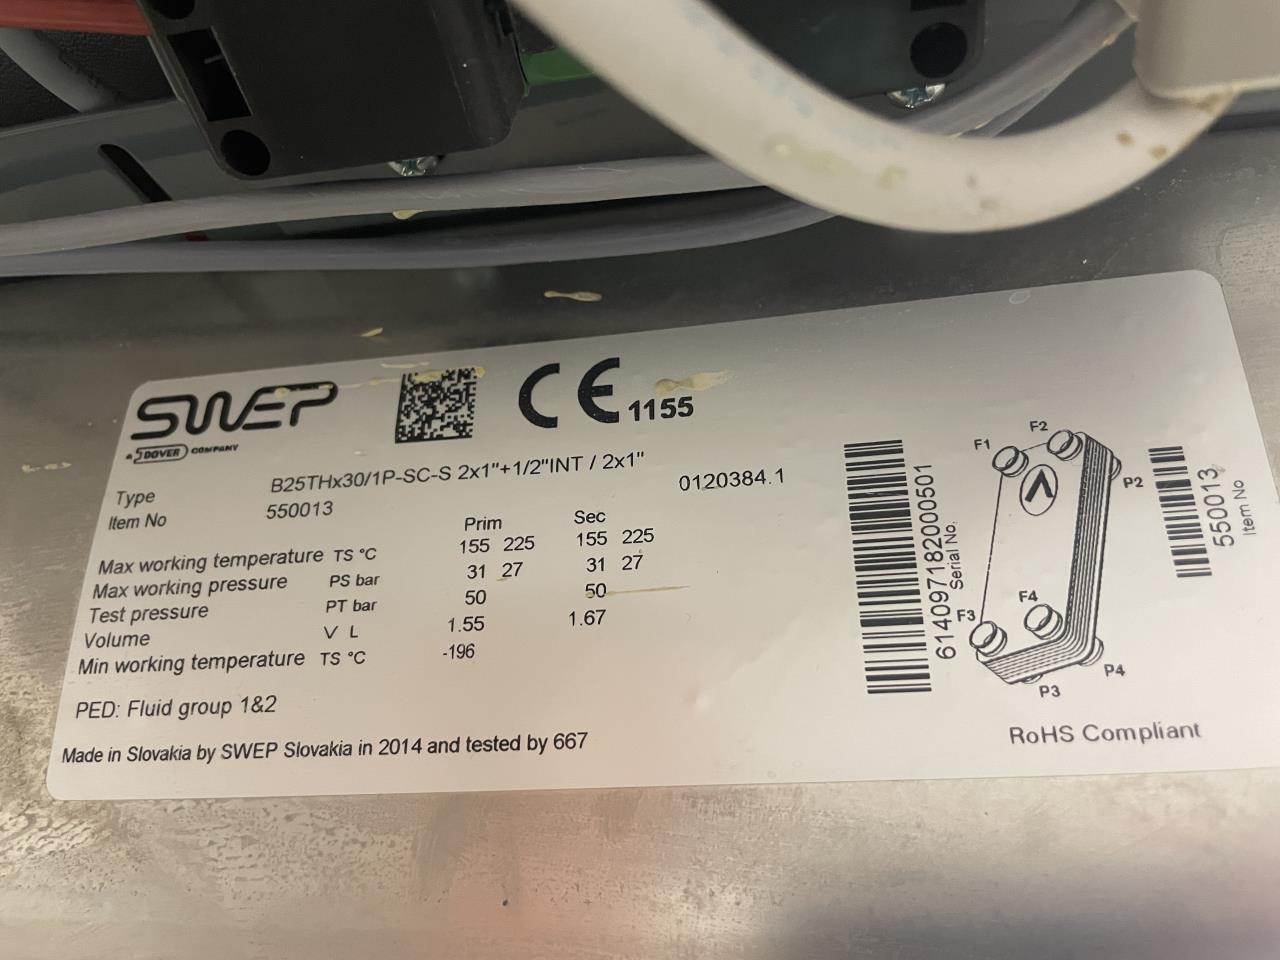 SWEP
A DOVER COMPANY
CE 1155
Type B25THx30/1P-SC-S 2x1"+1/2"INT / 2x1"
Item No 550013 0120384.1
Prim Sec
Max working temperature TS °C 155 225 155 225
Max working pressure PS bar 31 27 31 27
Test pressure PT bar 50 50
Volume V L 1.55 1.67
Min working temperature TS °C -196
PED: Fluid group 1&2
Made in Slovakia by SWEP Slovakia in 2014 and tested by 667
614097182000501
Serial No.
F1
F2
P2
F3
F4
P3
P4
550013
Item No
RoHS Compliant